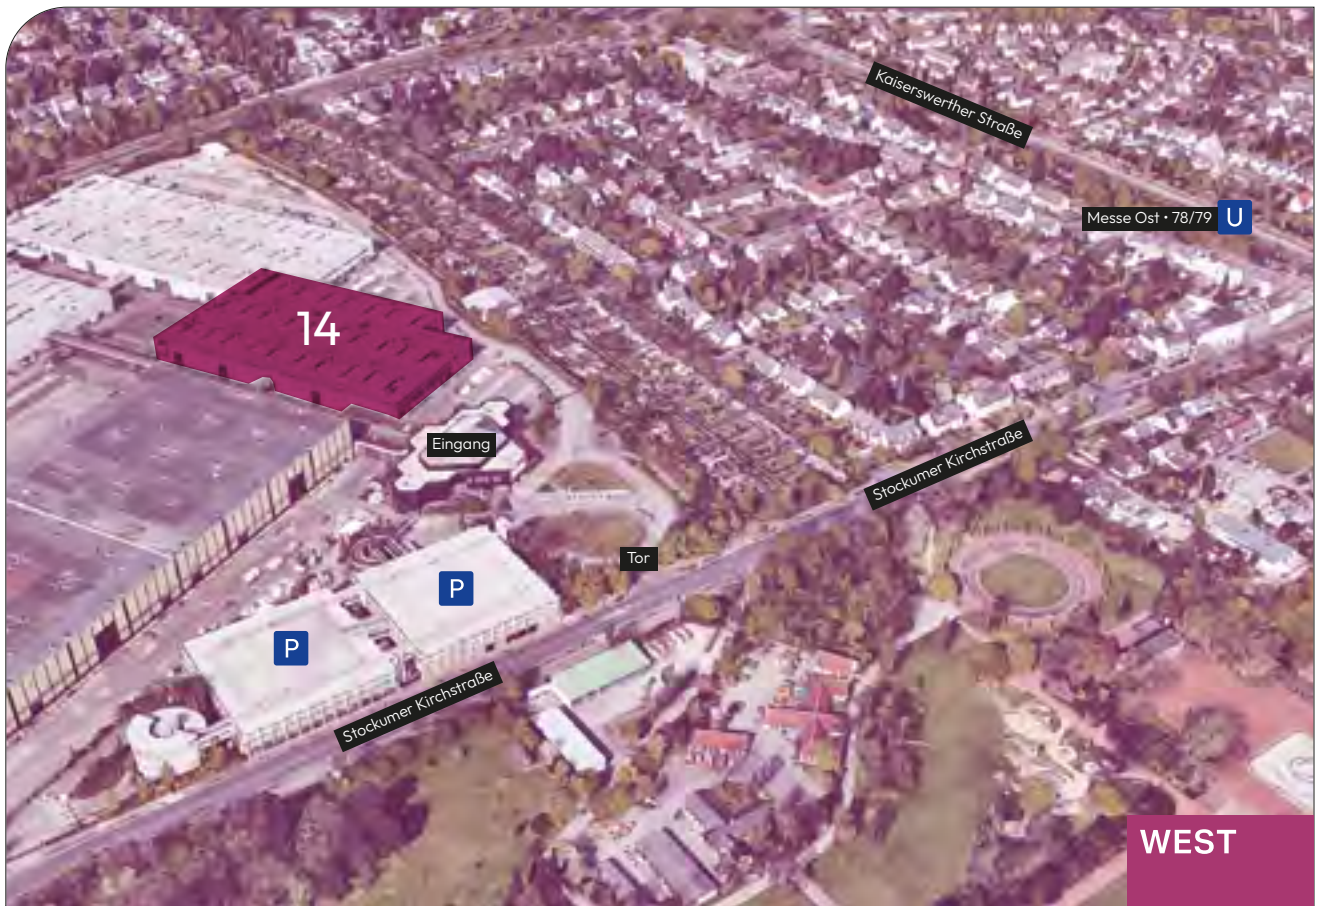 Kaiserswerther Straße
Messe Ost • 78/79 U
14
Eingang
Stockumer Kirchstraße
Tor
P
P
Stockumer Kirchstraße
WEST